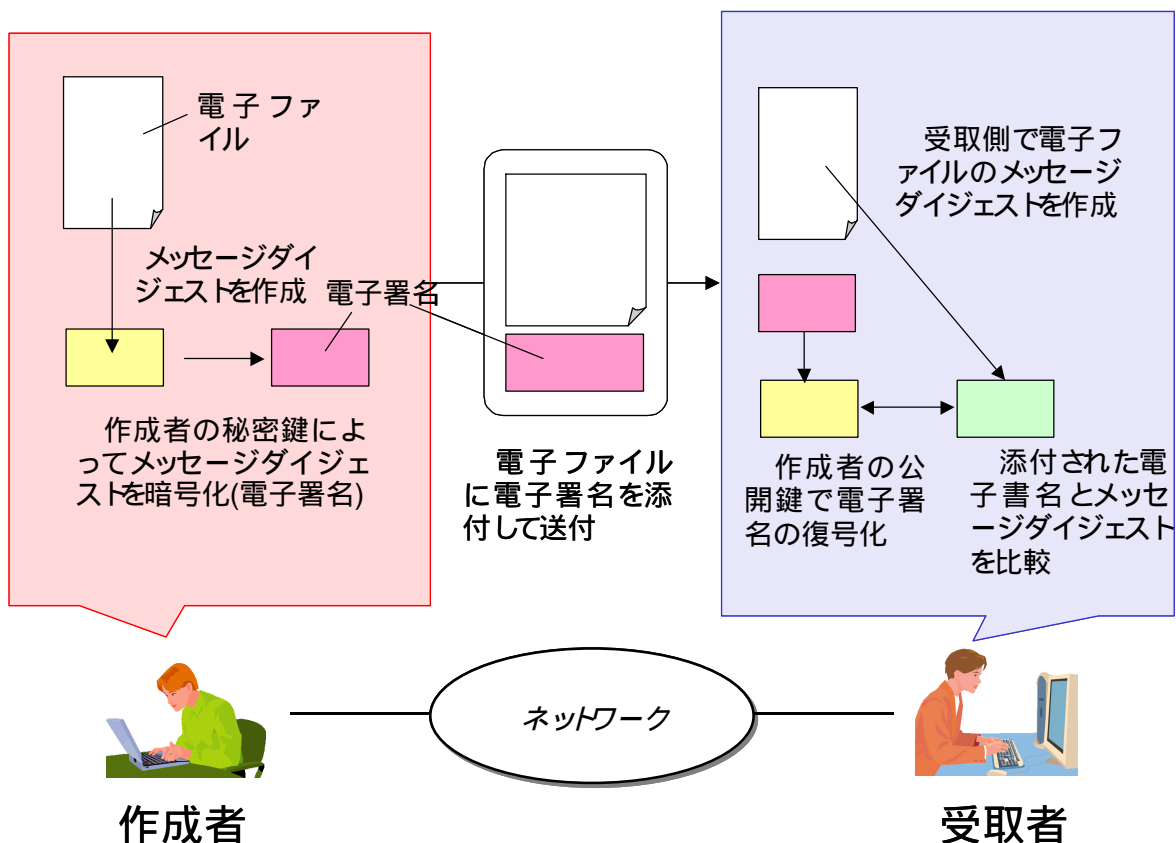 電子ファ
イル
メッセージダイ
ジェストを作成
電子署名
作成者の秘密鍵によ
ってメッセージダイジェ
ストを暗号化(電子署名)
電子ファイル
に電子署名を添
付して送付
受取側で電子フ
ァイルのメッセージ
ダイジェストを作成
作成者の公
開鍵で電子署
名の復号化
添付された電
子書名とメッセ
ージダイジェスト
を比較
ネットワーク
作成者
受取者